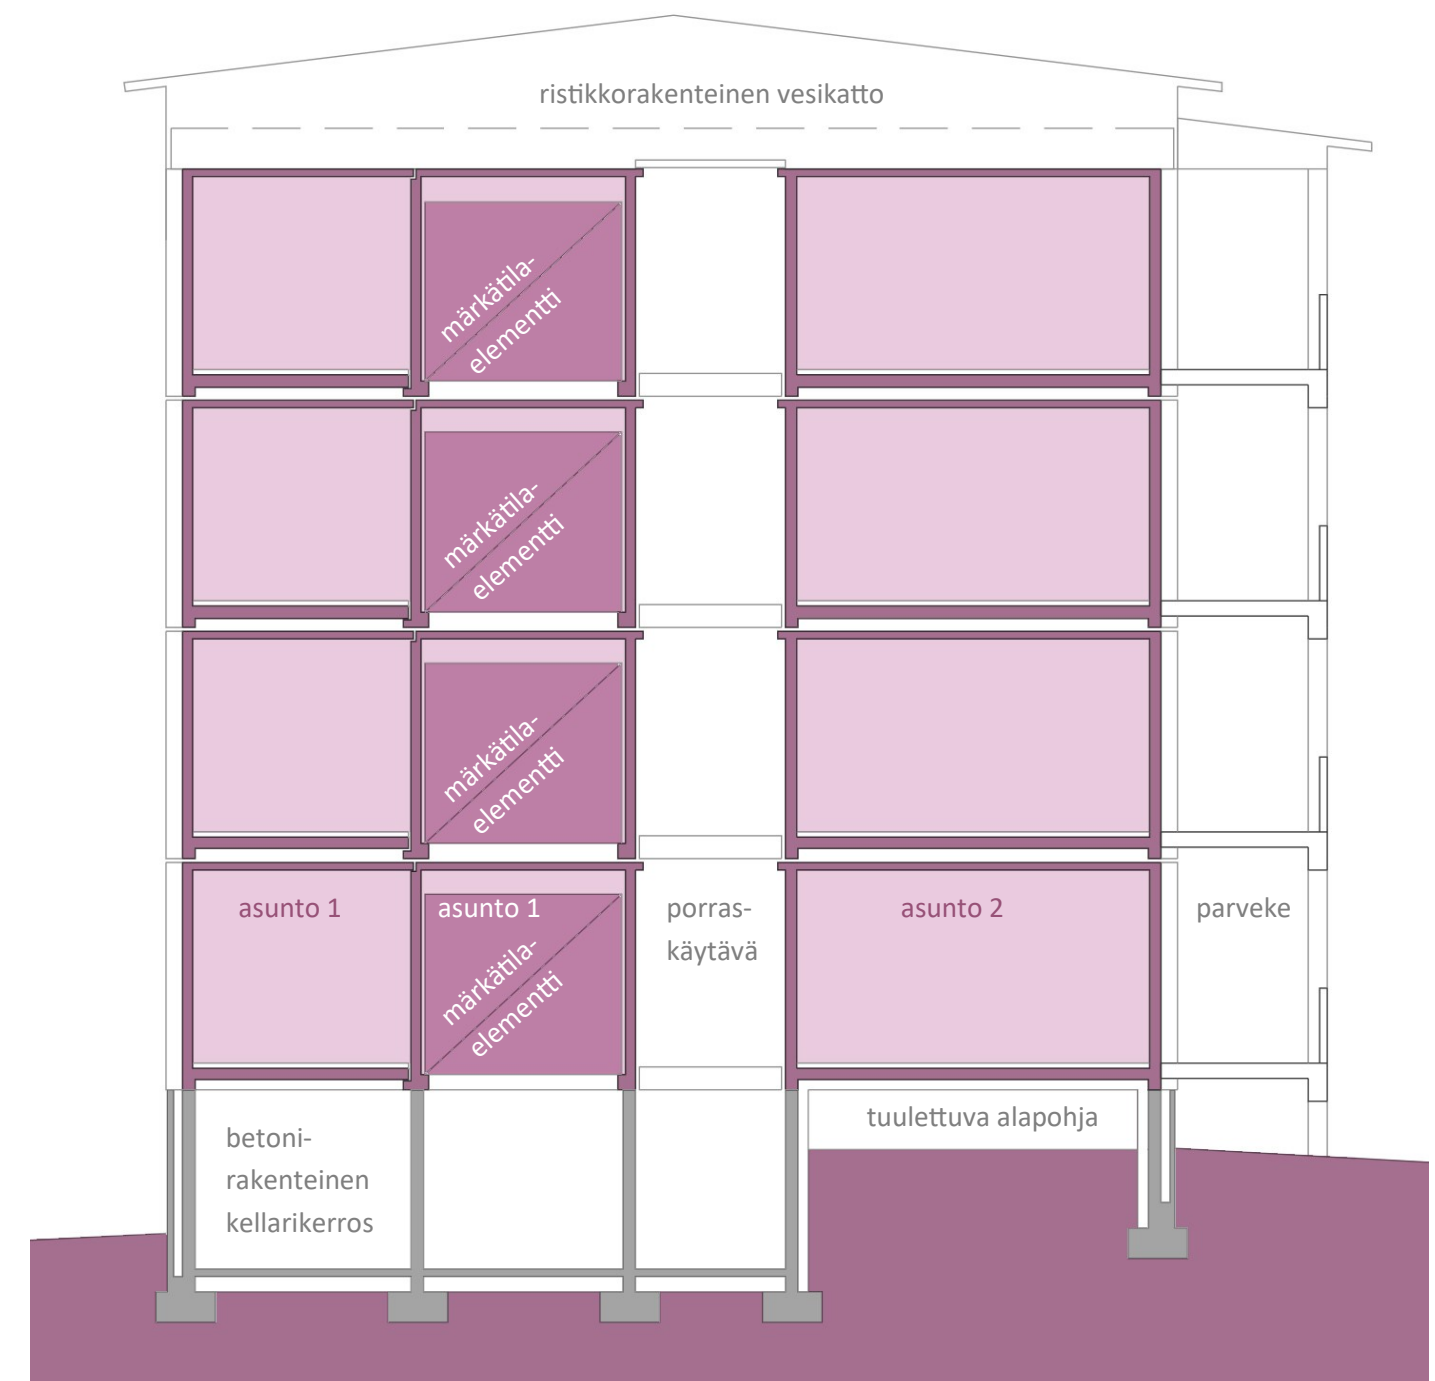 ristikkorakenteinen vesikatto
märkätila-
elementti
märkätila-
elementti
märkätila-
elementti
asunto 1
asunto 1
märkätila-
elementti
porras-
käytävä
asunto 2
parveke
betoni-
rakenteinen
kellarikerros
tuulettuva alapohja